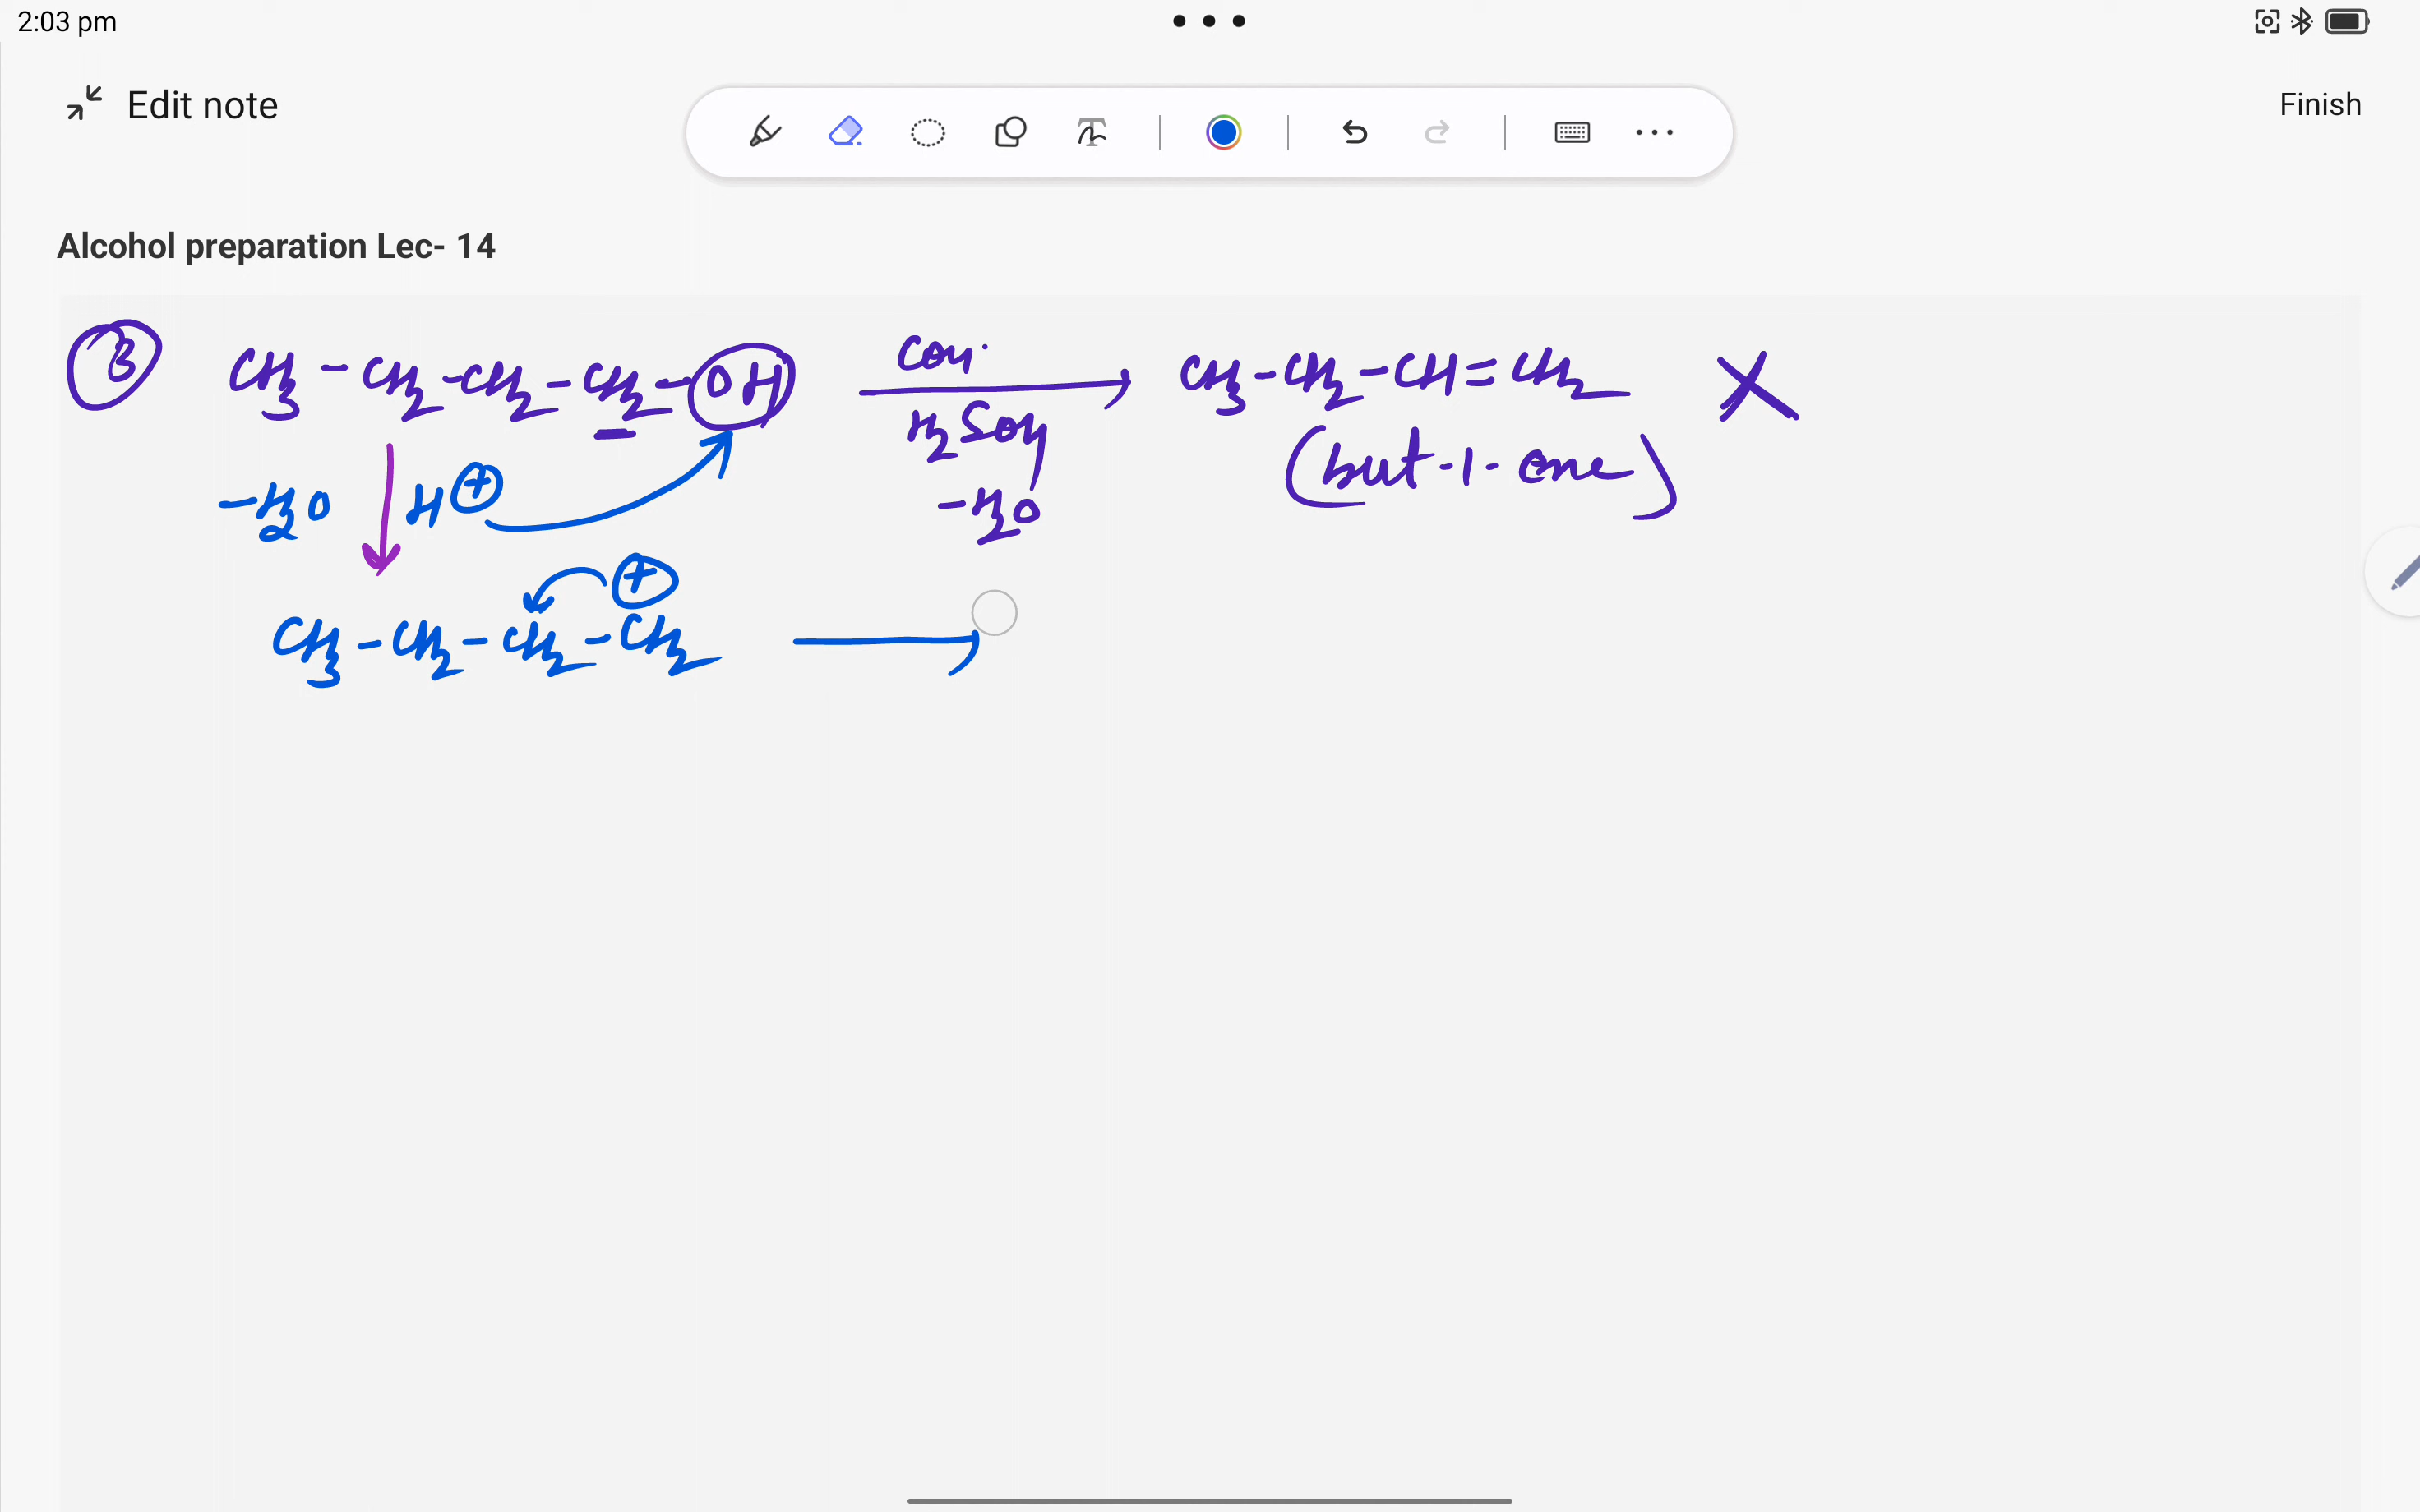 2:03 pm
Edit note
Finish
Alcohol preparation Lec- 14
③ CH₃ - CH₂ - CH₂ - CH₂ - OH  H₂SO₄  CH₃ - CH₂ - CH = CH₂ X
-H₂O H⊕ -H₂O (but-1-ene)
⊕
CH₃ - CH₂ - CH₂ - CH₂ ⟶